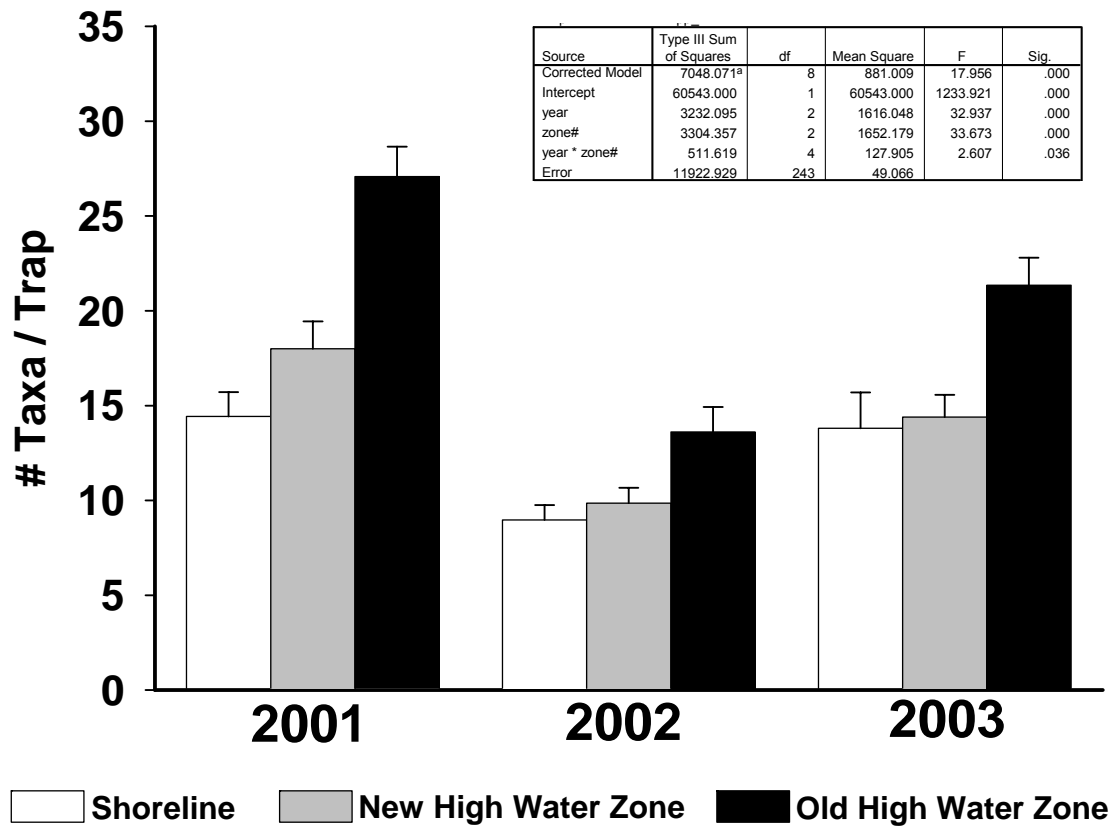 35
30
25
20
15
10
5
0
# Taxa / Trap
Source Type III Sum of Squares df Mean Square F Sig.
Corrected Model 7048.071a 8 881.009 17.956 .000
Intercept 60543.000 1 60543.000 1233.921 .000
year 3232.095 2 1616.048 32.937 .000
zone# 3304.357 2 1652.179 33.673 .000
year * zone# 511.619 4 127.905 2.607 .036
Error 11922.929 243 49.066
2001 2002 2003
Shoreline New High Water Zone Old High Water Zone